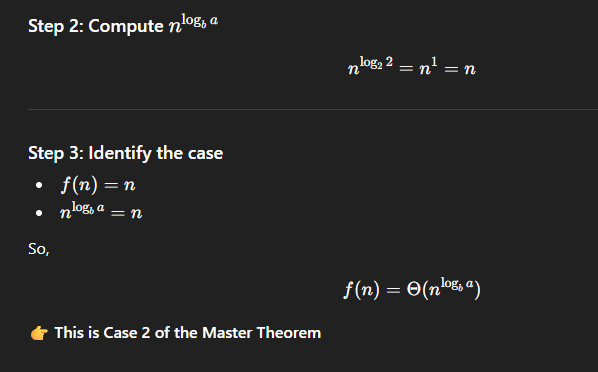 Step 2: Compute n^{log_b a}
n^{log_2 2} = n^1 = n
Step 3: Identify the case
• f(n) = n
• n^{log_b a} = n
So,
f(n) = Θ(n^{log_b a})
👉 This is Case 2 of the Master Theorem